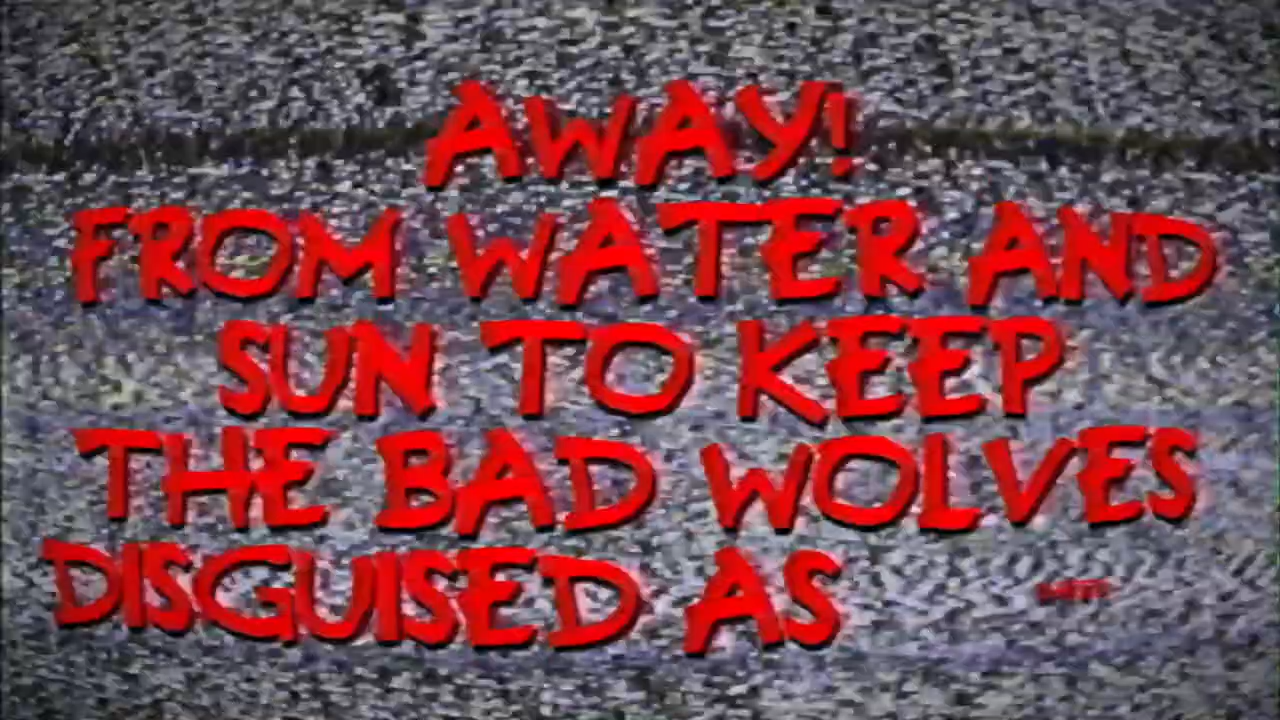 AWAY!
FROM WATER AND
SUN TO KEEP
THE BAD WOLVES
DISGUISED AS